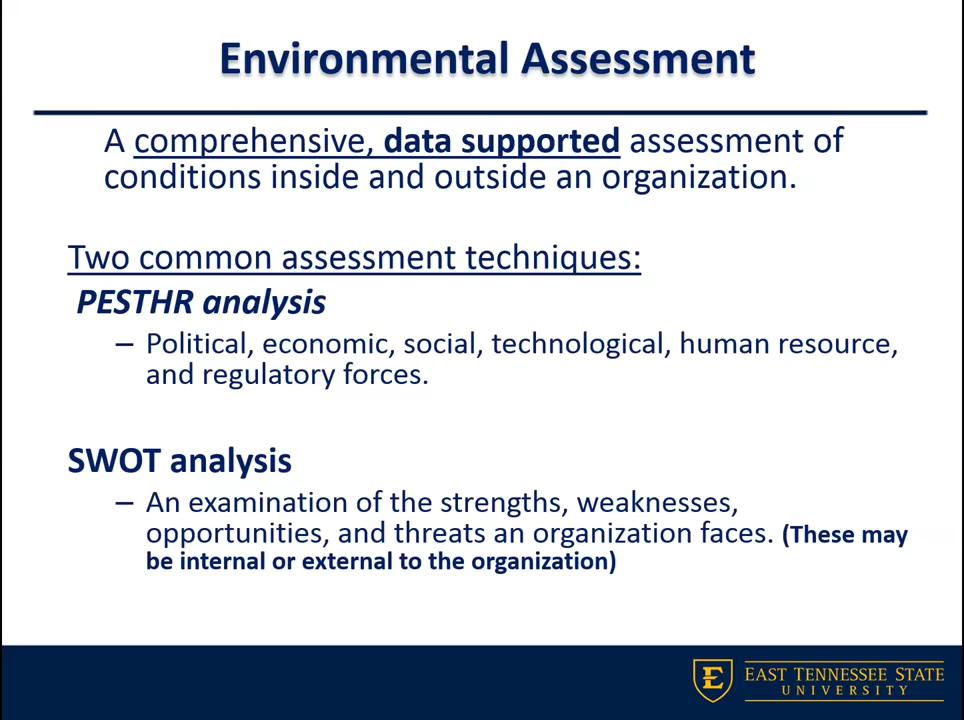 Environmental Assessment
A comprehensive, data supported assessment of
conditions inside and outside an organization.
Two common assessment techniques:
PESTHR analysis
– Political, economic, social, technological, human resource,
and regulatory forces.
SWOT analysis
– An examination of the strengths, weaknesses,
opportunities, and threats an organization faces. (These may
be internal or external to the organization)
E
EAST TENNESSEE STATE
UNIVERSITY